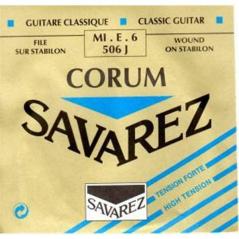 GUITARE CLASSIQUE CLASSIC GUITAR
FILE MI . E . 6 WOUND
SUR STABILON 506 J ON STABILON
CORUM
SAVAREZ
TENSION FORTE
HIGH TENSION
SAVAREZ